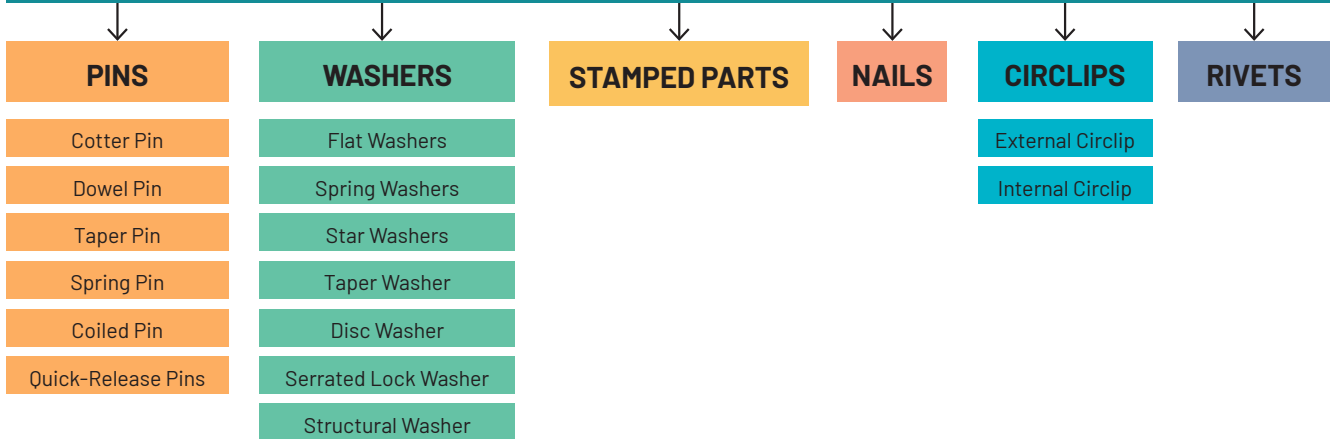 PINS
Cotter Pin
Dowel Pin
Taper Pin
Spring Pin
Coiled Pin
Quick-Release Pins
WASHERS
Flat Washers
Spring Washers
Star Washers
Taper Washer
Disc Washer
Serrated Lock Washer
Structural Washer
STAMPED PARTS
NAILS
CIRCLIPS
External Circlip
Internal Circlip
RIVETS